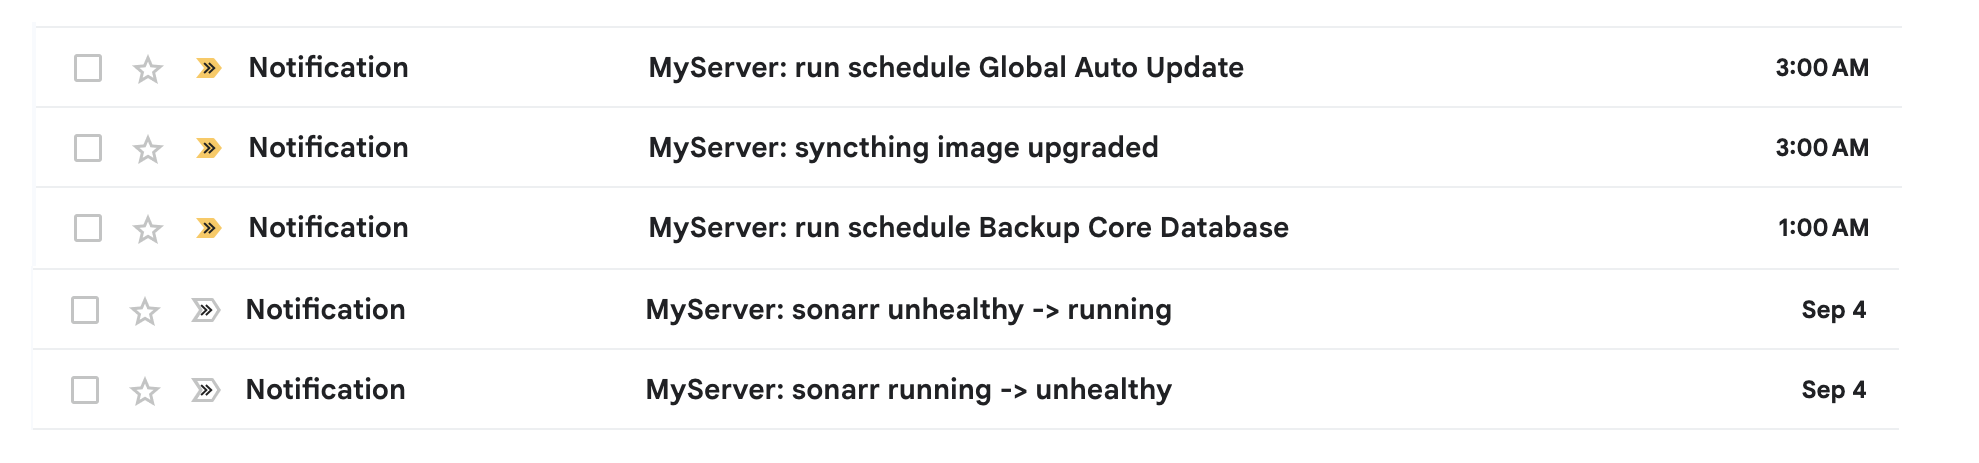 Notification MyServer: run schedule Global Auto Update 3:00 AM
Notification MyServer: syncthing image upgraded 3:00 AM
Notification MyServer: run schedule Backup Core Database 1:00 AM
Notification MyServer: sonarr unhealthy -> running Sep 4
Notification MyServer: sonarr running -> unhealthy Sep 4